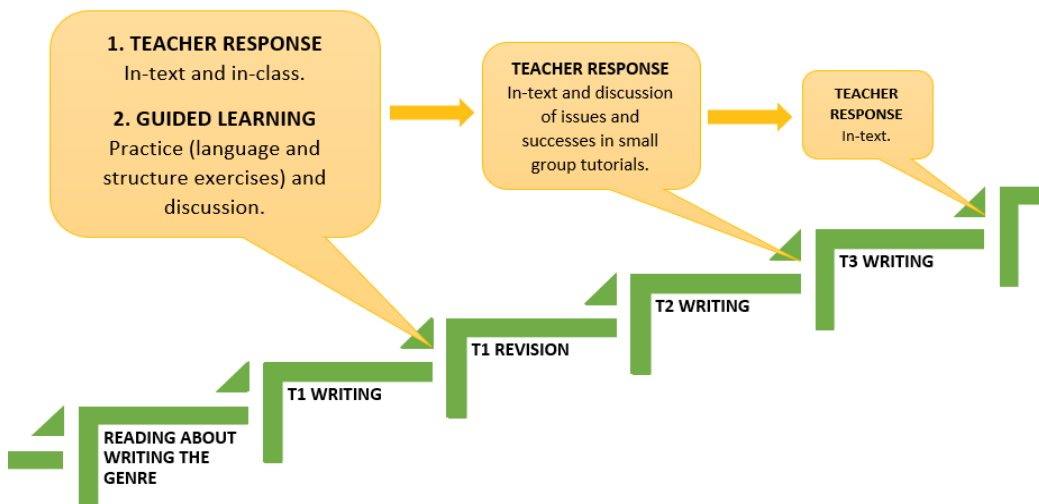 1. TEACHER RESPONSE
In-text and in-class.
2. GUIDED LEARNING
Practice (language and
structure exercises) and
discussion.
TEACHER RESPONSE
In-text and discussion
of issues and
successes in small
group tutorials.
TEACHER
RESPONSE
In-text.
READING ABOUT
WRITING THE
GENRE
T1 WRITING
T1 REVISION
T2 WRITING
T3 WRITING